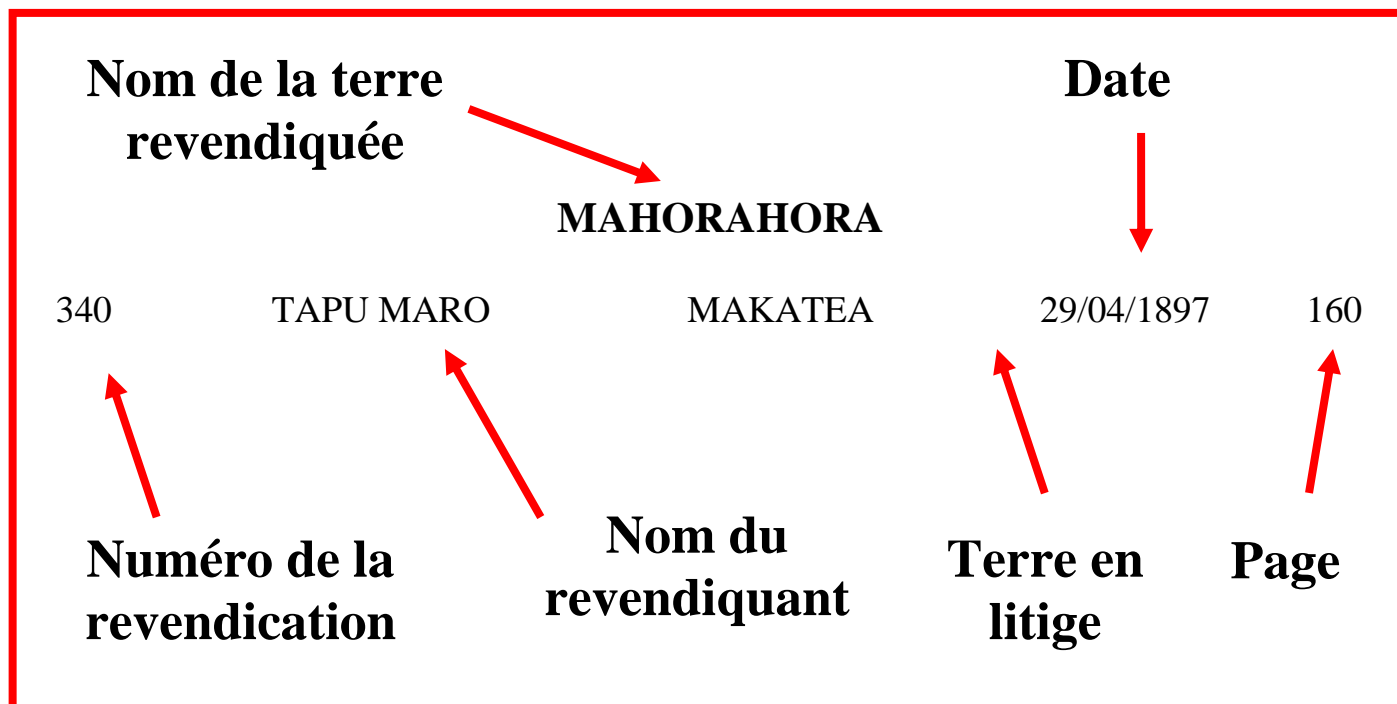 Nom de la terre
revendiquée
Date
MAHORAHORA
340 TAPU MARO MAKATEA 29/04/1897 160
Numéro de la
revendication
Nom du
revendiquant
Terre en
litige
Page